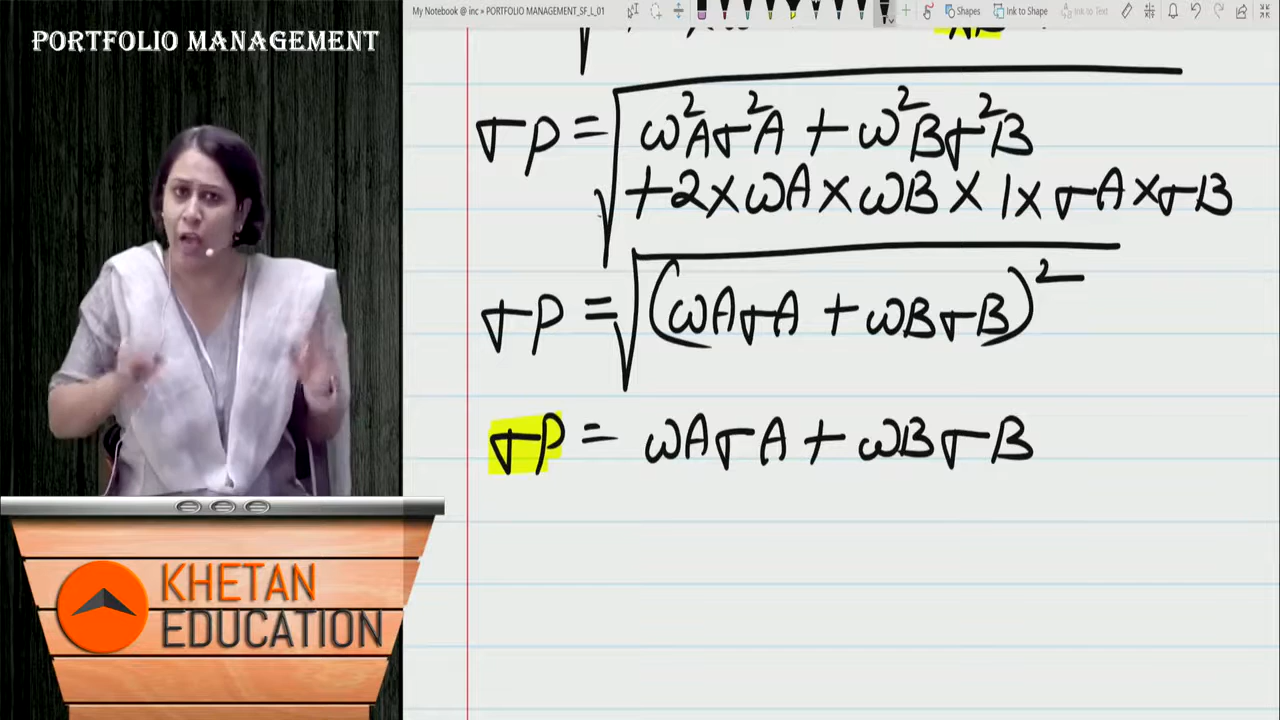 PORTFOLIO MANAGEMENT
My Notebook @ inc » PORTFOLIO MANAGEMENT_SF_L_01
Shapes
Ink to Shape
Ink to Text
σP = √ω²Aσ²A + ω²Bσ²B
+2×ωA×ωB×1×σA×σB
σP = √(ωAσA + ωBσB)²
σP = ωAσA + ωBσB
KHETAN
EDUCATION